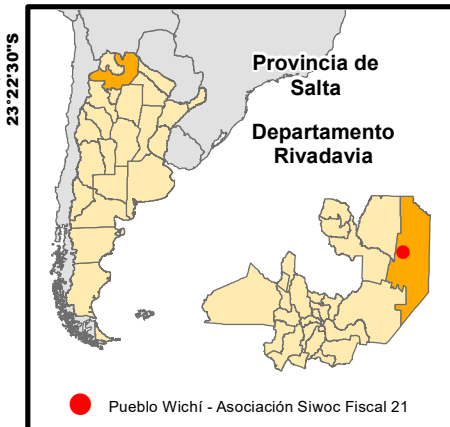 23°22'30"S
Provincia de
Salta
Departamento
Rivadavia
Pueblo Wichí - Asociación Siwoc Fiscal 21